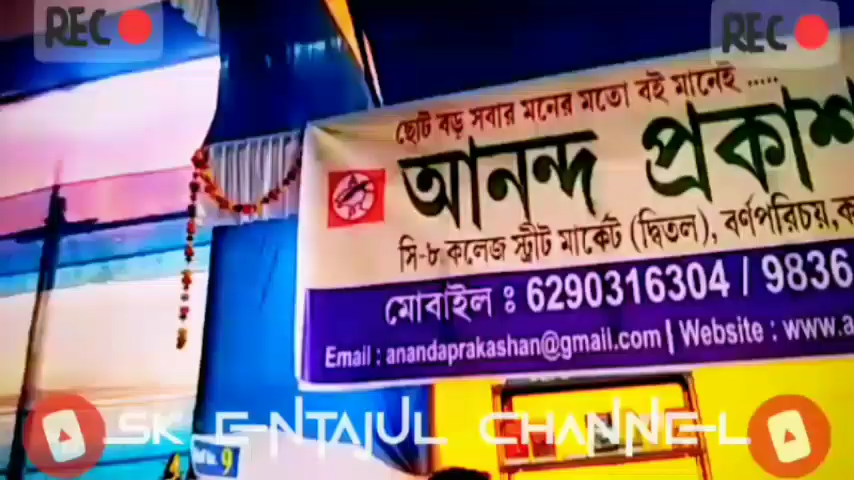 REC
REC
ছোট বড় সবার মনের মতো বই মানেই .....
আনন্দ প্রকাশ
সি-৮ কলেজ স্ট্রীট মার্কেট (দ্বিতল), বর্ণপরিচয়, ক
মোবাইল ঃ 6290316304 / 9836
Email : anandaprakashan@gmail.com | Website : www.a
SK ENTAJUL CHANNEL
9